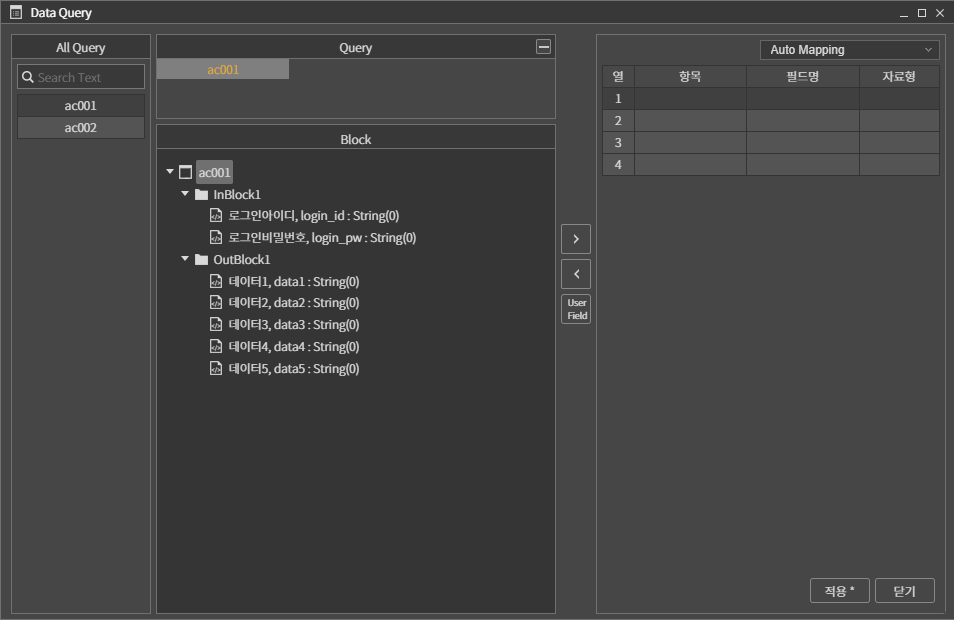 Data Query
All Query
Search Text
ac001
ac002
Query
ac001
Block
ac001
InBlock1
로그인아이디, login_id : String(0)
로그인비밀번호, login_pw : String(0)
OutBlock1
데이터1, data1 : String(0)
데이터2, data2 : String(0)
데이터3, data3 : String(0)
데이터4, data4 : String(0)
데이터5, data5 : String(0)
User
Field
Auto Mapping
열 항목 필드명 자료형
1
2
3
4
적용 * 닫기